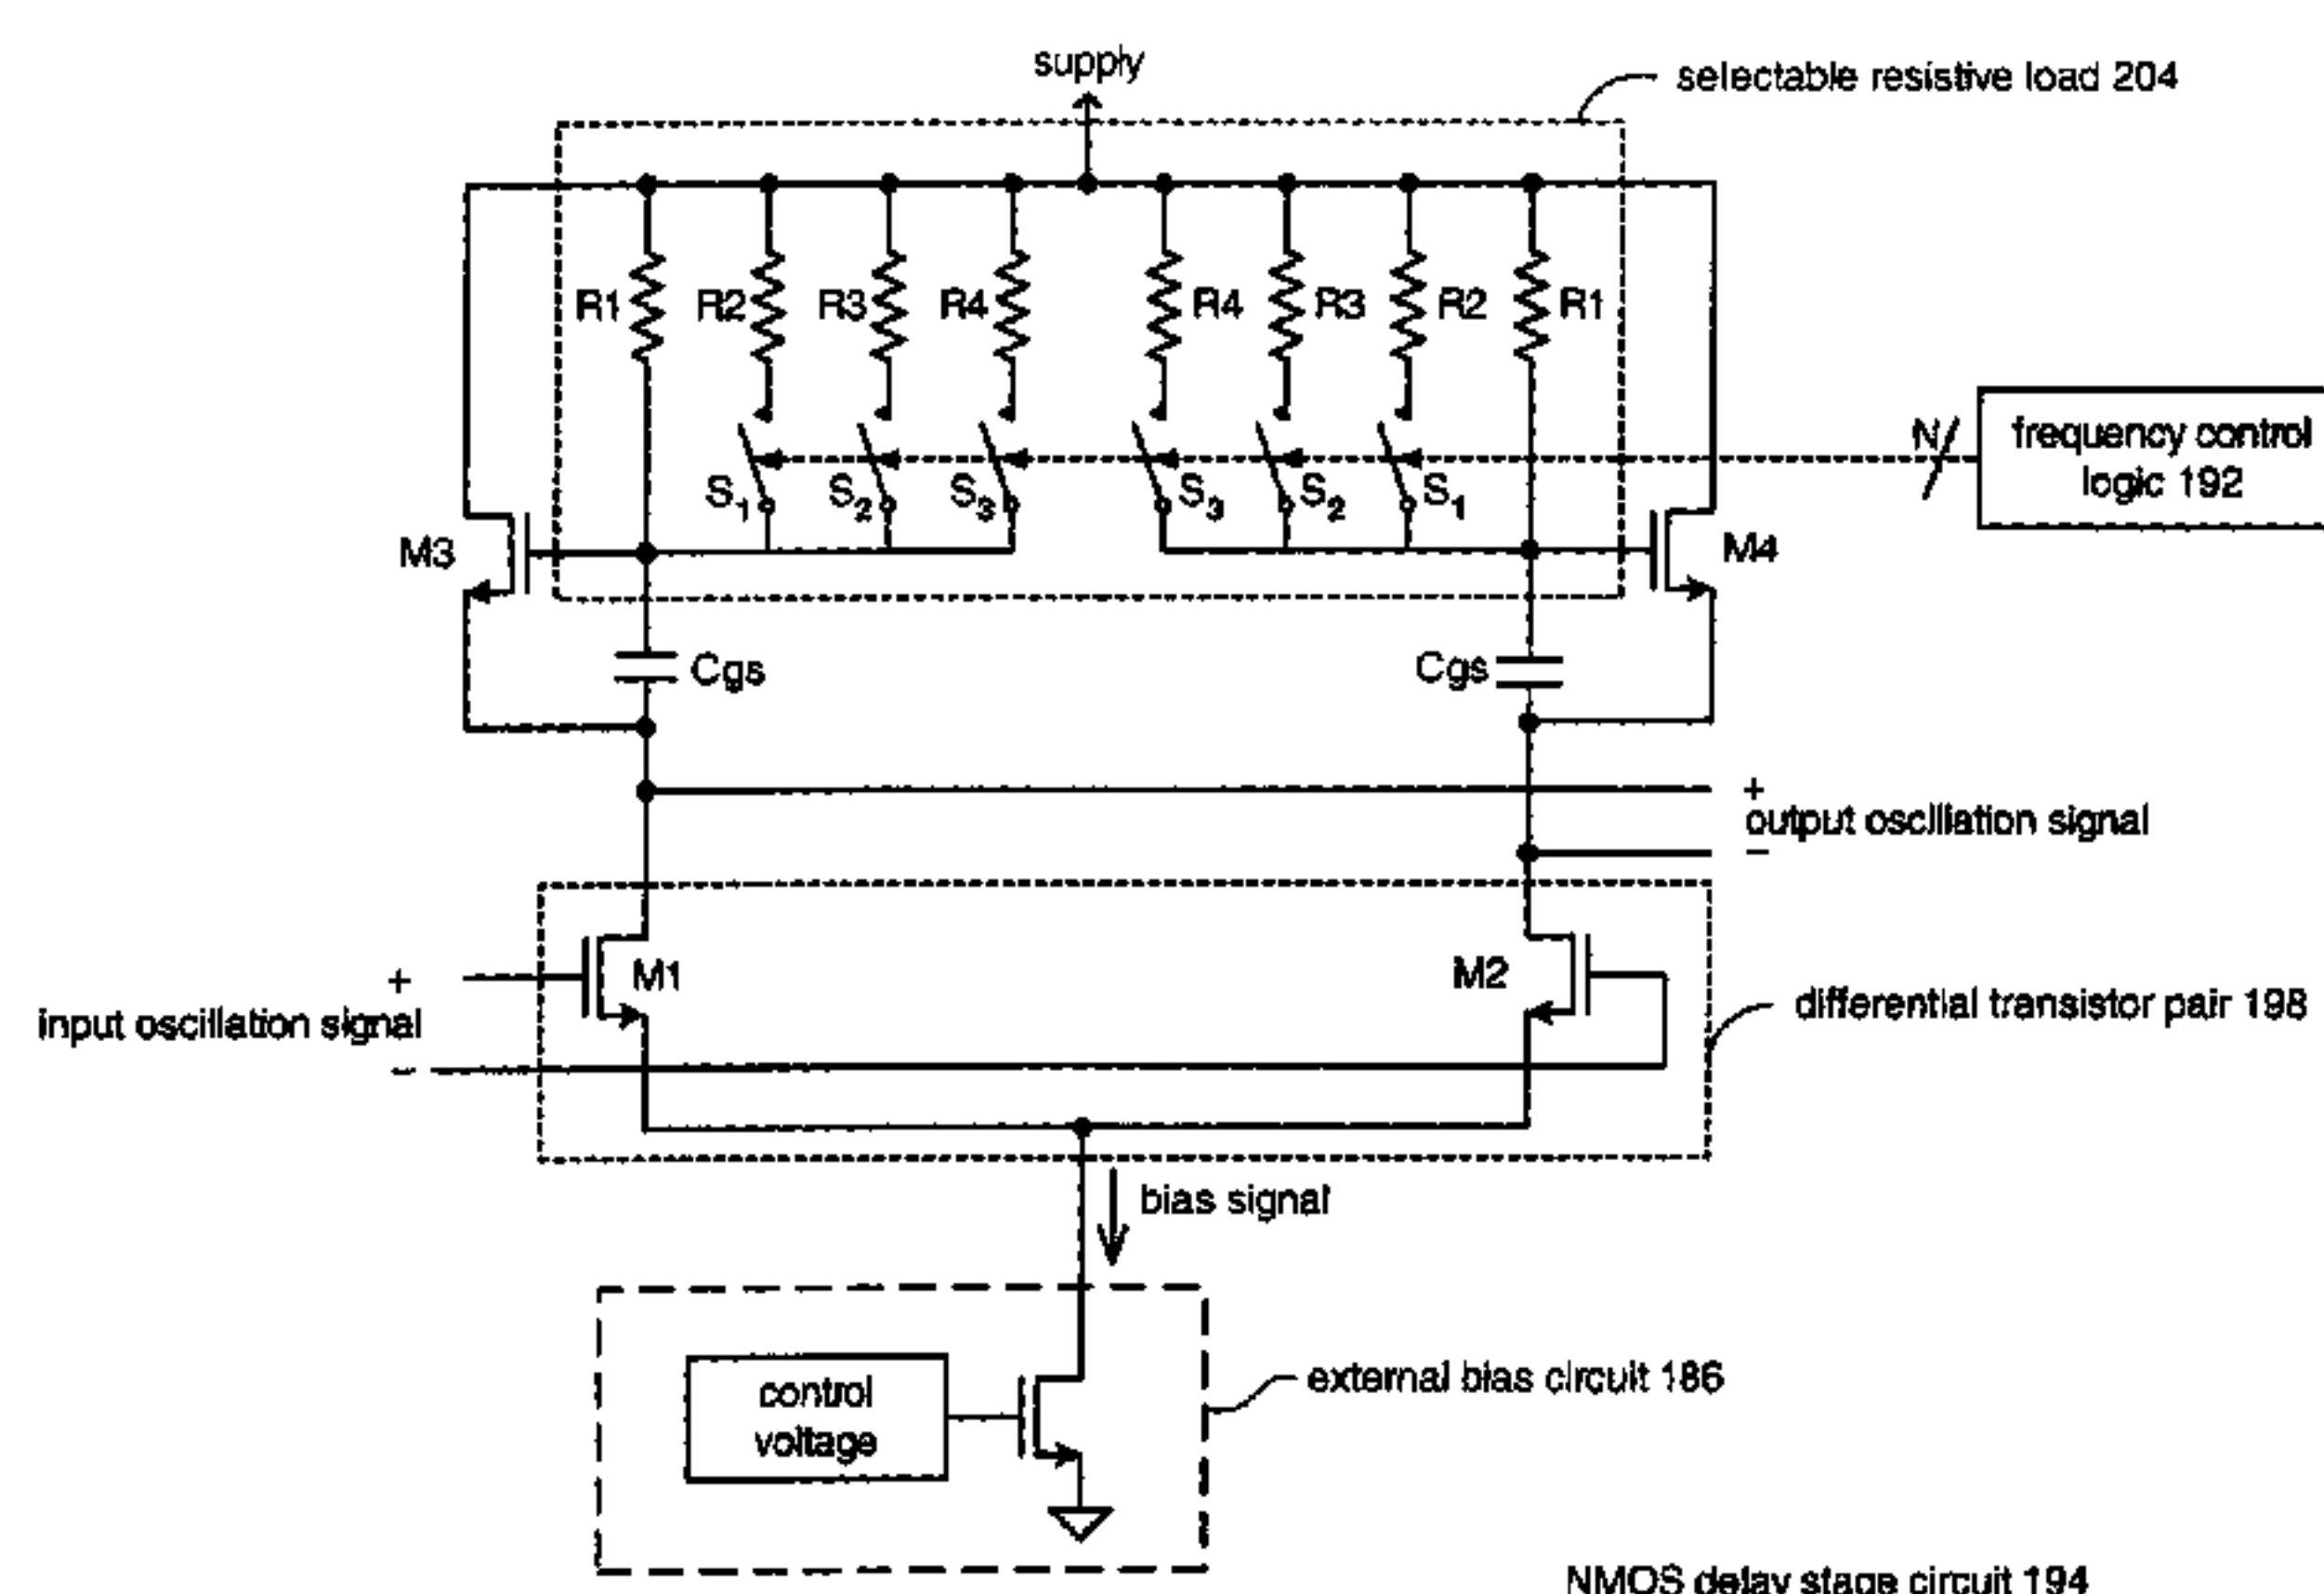 supply
selectable resistive load 204
R1 R2 R3 R4 R4 R3 R2 R1
N
frequency control
logic 192
S1 S2 S3 S3 S2 S1
M3
M4
Cgs Cgs
+
output oscillation signal
−
M1 M2
+
input oscillation signal
−
differential transistor pair 198
bias signal
control
voltage
external bias circuit 186
NMOS delay stage circuit 194